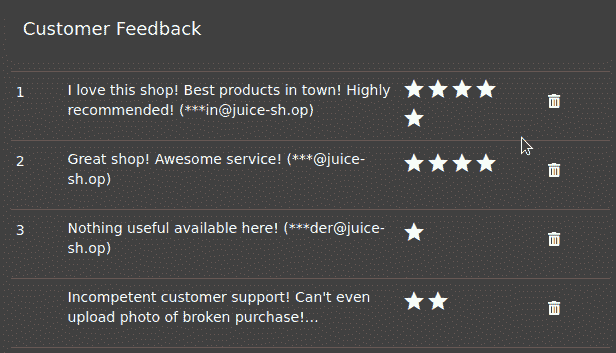 Customer Feedback
1
I love this shop! Best products in town! Highly
recommended! (***in@juice-sh.op)
2
Great shop! Awesome service! (***@juice-
sh.op)
3
Nothing useful available here! (***der@juice-
sh.op)
Incompetent customer support! Can't even
upload photo of broken purchase!...